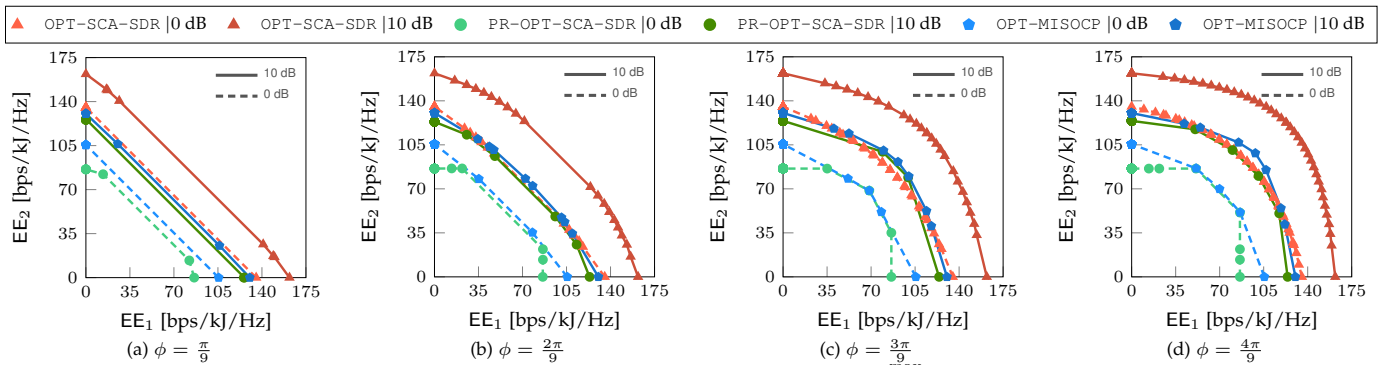 OPT-SCA-SDR |0 dB OPT-SCA-SDR |10 dB PR-OPT-SCA-SDR |0 dB PR-OPT-SCA-SDR |10 dB OPT-MISOCP |0 dB OPT-MISOCP |10 dB
175
140
105
70
35
0
0 35 70 105 140 175
EE2 [bps/kJ/Hz]
EE1 [bps/kJ/Hz]
10 dB
0 dB
(a) ϕ = π/9
175
140
105
70
35
0
0 35 70 105 140 175
EE2 [bps/kJ/Hz]
EE1 [bps/kJ/Hz]
10 dB
0 dB
(b) ϕ = 2π/9
175
140
105
70
35
0
0 35 70 105 140 175
EE2 [bps/kJ/Hz]
EE1 [bps/kJ/Hz]
10 dB
0 dB
(c) ϕ = 3π/9
175
140
105
70
35
0
0 35 70 105 140 175
EE2 [bps/kJ/Hz]
EE1 [bps/kJ/Hz]
10 dB
0 dB
(d) ϕ = 4π/9